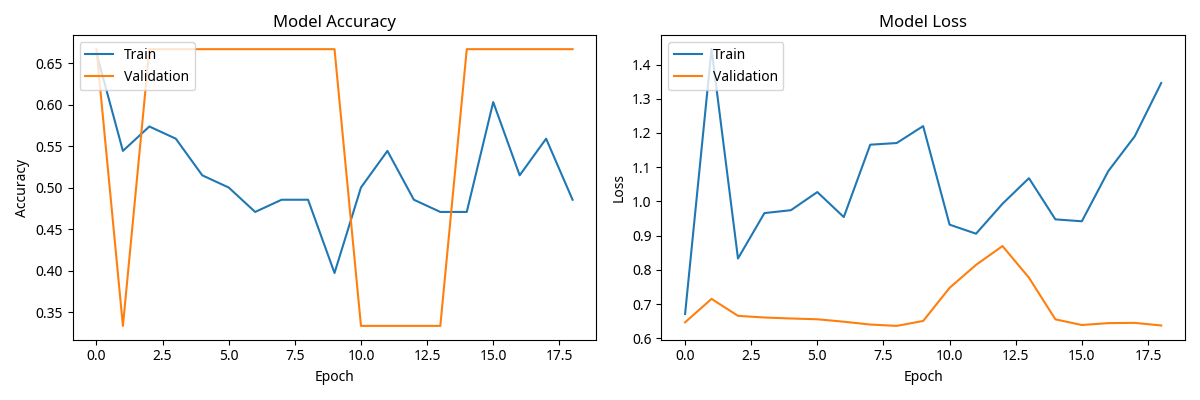 Model Accuracy
Train
Validation
Accuracy
0.65
0.60
0.55
0.50
0.45
0.40
0.35
0.0 2.5 5.0 7.5 10.0 12.5 15.0 17.5
Epoch
Model Loss
Train
Validation
Loss
1.4
1.3
1.2
1.1
1.0
0.9
0.8
0.7
0.6
0.0 2.5 5.0 7.5 10.0 12.5 15.0 17.5
Epoch